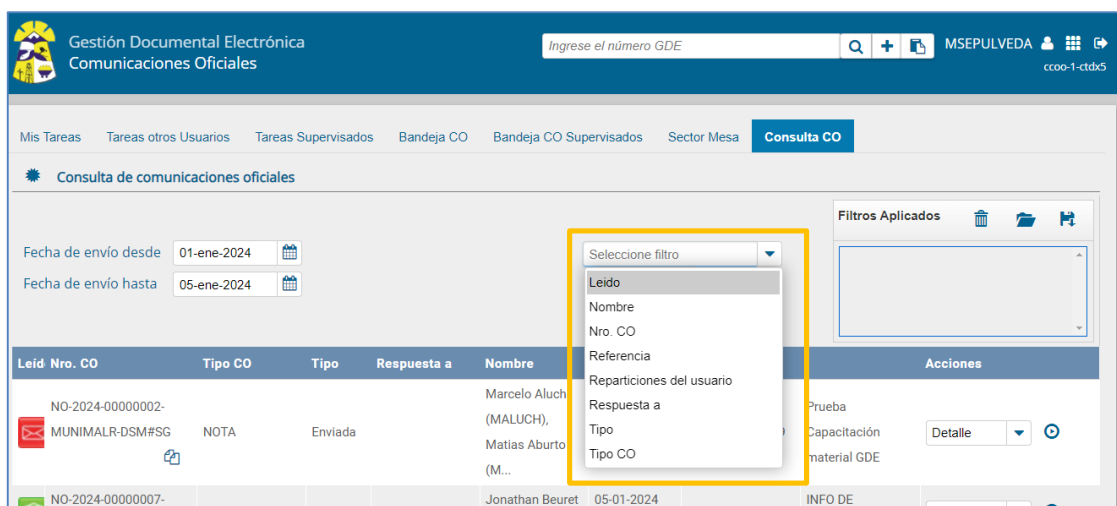 Gestión Documental Electrónica
Comunicaciones Oficiales
Ingrese el número GDE
MSEPULVEDA
ccoo-1-ctdx5
Mis Tareas Tareas otros Usuarios Tareas Supervisados Bandeja CO Bandeja CO Supervisados Sector Mesa Consulta CO
Consulta de comunicaciones oficiales
Filtros Aplicados
Fecha de envío desde 01-ene-2024
Fecha de envío hasta 05-ene-2024
Seleccione filtro
Leido
Nombre
Nro. CO
Referencia
Reparticiones del usuario
Respuesta a
Tipo
Tipo CO
Leíd Nro. CO Tipo CO Tipo Respuesta a Nombre Acciones
NO-2024-00000002-
MUNIMALR-DSM#SG
NOTA
Enviada
Marcelo Aluch
(MALUCH),
Matias Aburto
(M...
Prueba
Capacitación
material GDE
Detalle
NO-2024-00000007-
Jonathan Beuret
05-01-2024
INFO DE